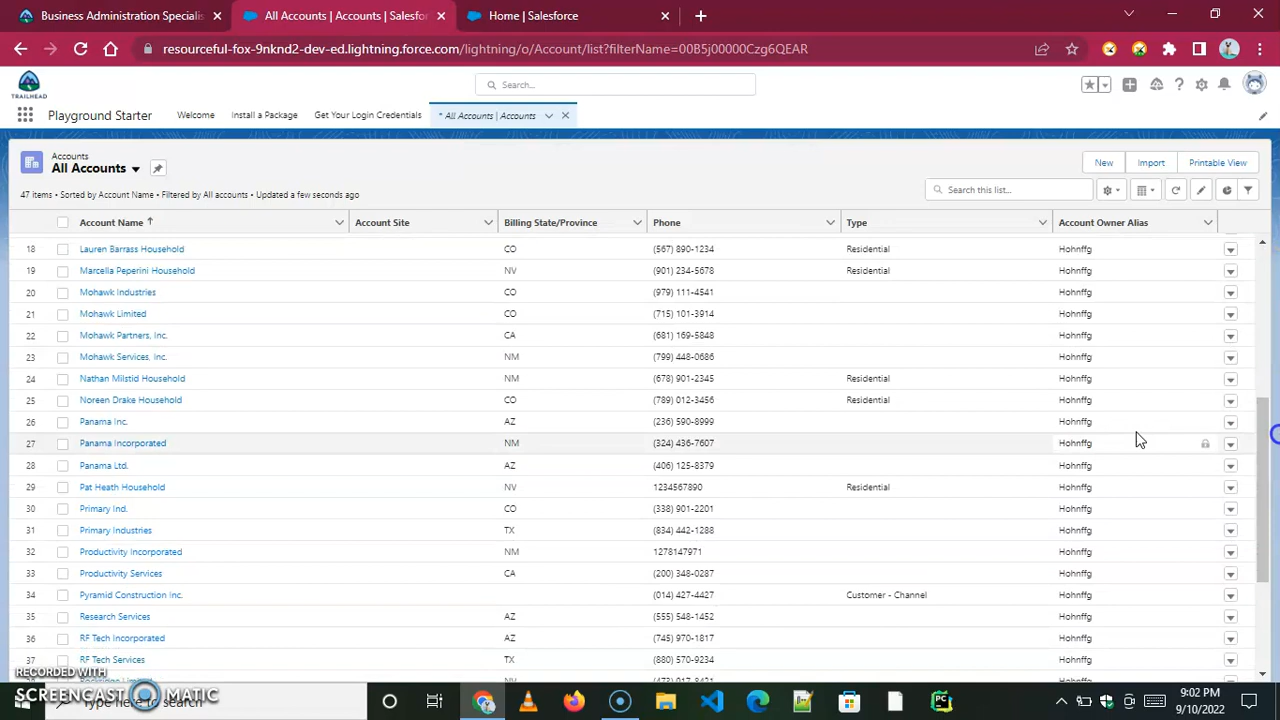 Business Administration Specialis
All Accounts | Accounts | Salesfor
Home | Salesforce
resourceful-fox-9nknd2-dev-ed.lightning.force.com/lightning/o/Account/list?filterName=00B5j00000Czg6QEAR
TRAILHEAD
Search...
Playground Starter
Welcome
Install a Package
Get Your Login Credentials
* All Accounts | Accounts
Accounts
All Accounts
New
Import
Printable View
47 items • Sorted by Account Name • Filtered by All accounts • Updated a few seconds ago
Search this list...
Account Name ↑ Account Site Billing State/Province Phone Type Account Owner Alias
18 Lauren Barrass Household CO (567) 890-1234 Residential Hohnffg
19 Marcella Peperini Household NV (901) 234-5678 Residential Hohnffg
20 Mohawk Industries CO (979) 111-4541 Hohnffg
21 Mohawk Limited CO (715) 101-3914 Hohnffg
22 Mohawk Partners, Inc. CA (681) 169-5848 Hohnffg
23 Mohawk Services, Inc. NM (799) 448-0686 Hohnffg
24 Nathan Milstid Household NM (678) 901-2345 Residential Hohnffg
25 Noreen Drake Household CO (789) 012-3456 Residential Hohnffg
26 Panama Inc. AZ (236) 590-8999 Hohnffg
27 Panama Incorporated NM (324) 436-7607 Hohnffg
28 Panama Ltd. AZ (406) 125-8379 Hohnffg
29 Pat Heath Household NV 1234567890 Residential Hohnffg
30 Primary Ind. CO (338) 901-2201 Hohnffg
31 Primary Industries TX (834) 442-1288 Hohnffg
32 Productivity Incorporated NM 1278147971 Hohnffg
33 Productivity Services CA (200) 348-0287 Hohnffg
34 Pyramid Construction Inc. (014) 427-4427 Customer - Channel Hohnffg
35 Research Services AZ (555) 548-1452 Hohnffg
36 RF Tech Incorporated AZ (745) 970-1817 Hohnffg
37 RF Tech Services TX (880) 570-9234 Hohnffg
RECORDED WITH
SCREENCAST MATIC
Type here to search
9:02 PM
9/10/2022